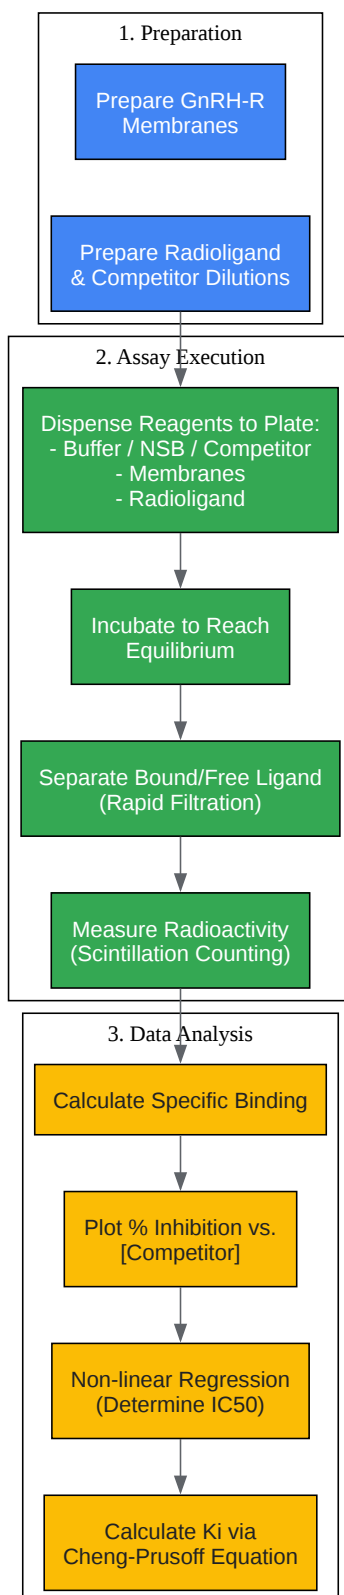 1. Preparation
Prepare GnRH-R
Membranes
Prepare Radioligand
& Competitor Dilutions
2. Assay Execution
Dispense Reagents to Plate:
- Buffer / NSB / Competitor
- Membranes
- Radioligand
Incubate to Reach
Equilibrium
Separate Bound/Free Ligand
(Rapid Filtration)
Measure Radioactivity
(Scintillation Counting)
3. Data Analysis
Calculate Specific Binding
Plot % Inhibition vs.
[Competitor]
Non-linear Regression
(Determine IC50)
Calculate Ki via
Cheng-Prusoff Equation